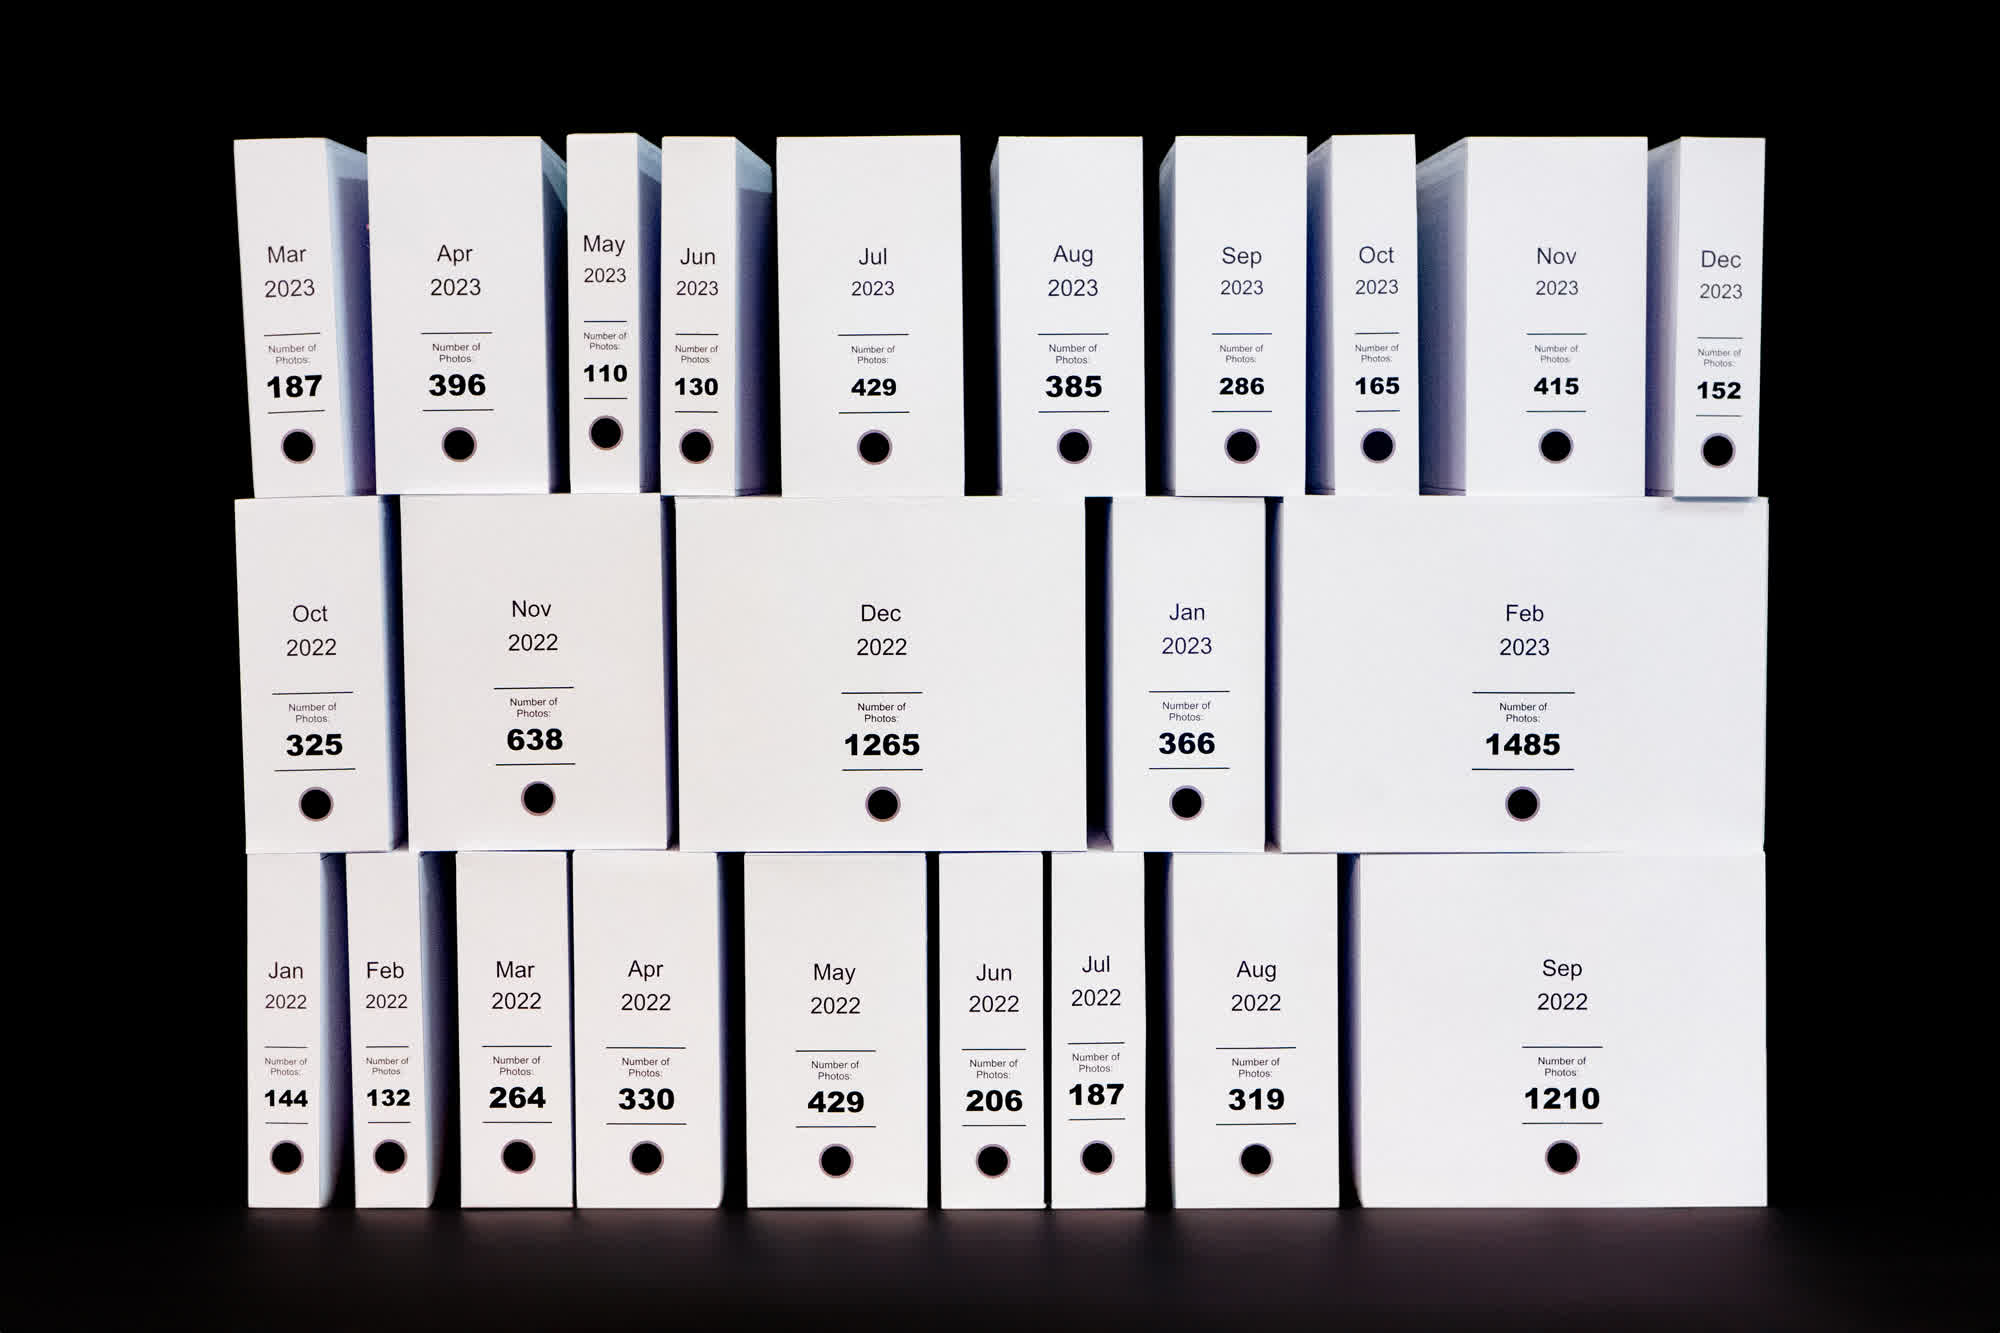 Mar
2023
Number of
Photos:
187
Apr
2023
Number of
Photos:
396
May
2023
Number of
Photos:
110
Jun
2023
Number of
Photos:
130
Jul
2023
Number of
Photos:
429
Aug
2023
Number of
Photos:
385
Sep
2023
Number of
Photos:
286
Oct
2023
Number of
Photos:
165
Nov
2023
Number of
Photos:
415
Dec
2023
Number of
Photos:
152
Oct
2022
Number of
Photos:
325
Nov
2022
Number of
Photos:
638
Dec
2022
Number of
Photos:
1265
Jan
2023
Number of
Photos:
366
Feb
2023
Number of
Photos:
1485
Jan
2022
Number of
Photos:
144
Feb
2022
Number of
Photos:
132
Mar
2022
Number of
Photos:
264
Apr
2022
Number of
Photos:
330
May
2022
Number of
Photos:
429
Jun
2022
Number of
Photos:
206
Jul
2022
Number of
Photos:
187
Aug
2022
Number of
Photos:
319
Sep
2022
Number of
Photos:
1210